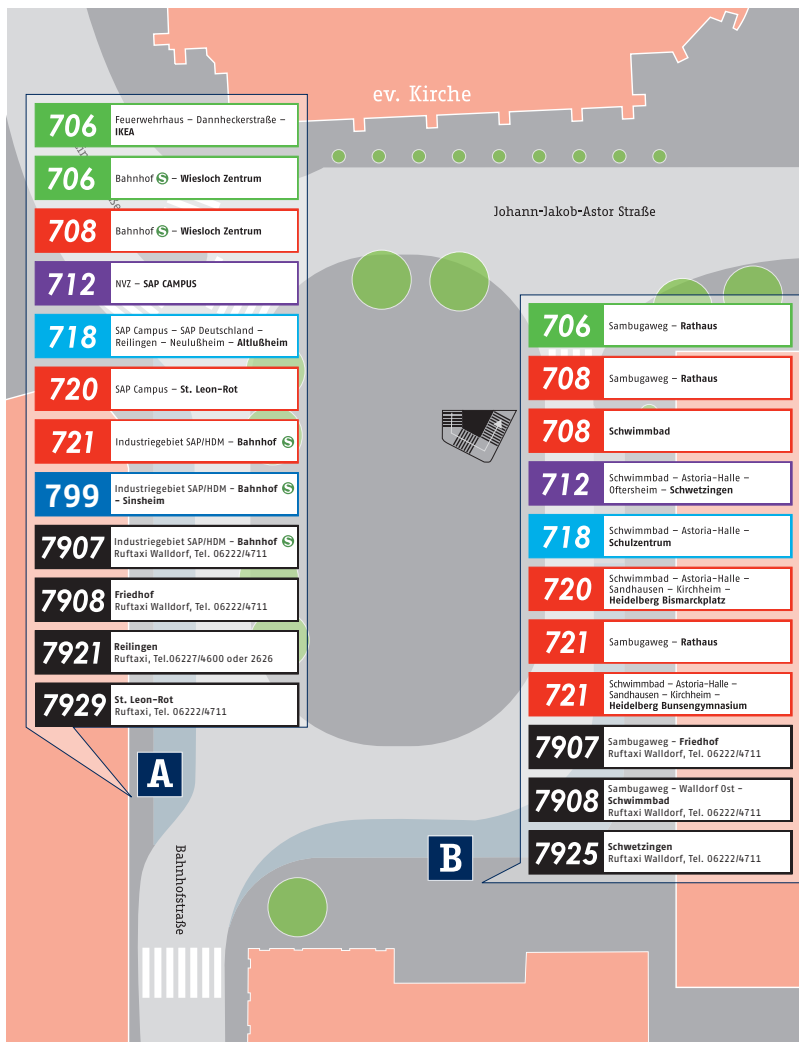 ev. Kirche
Johann-Jakob-Astor Straße
706
Feuerwehrhaus – Dannheckerstraße –
IKEA
706
Bahnhof S – Wiesloch Zentrum
708
Bahnhof S – Wiesloch Zentrum
712
NVZ – SAP CAMPUS
718
SAP Campus – SAP Deutschland –
Reilingen – Neulußheim – Altlußheim
720
SAP Campus – St. Leon-Rot
721
Industriegebiet SAP/HDM – Bahnhof S
799
Industriegebiet SAP/HDM – Bahnhof S
– Sinsheim
7907
Industriegebiet SAP/HDM – Bahnhof S
Ruftaxi Walldorf, Tel. 06222/4711
7908
Friedhof
Ruftaxi Walldorf, Tel. 06222/4711
7921
Reilingen
Ruftaxi, Tel.06227/4600 oder 2626
7929
St. Leon-Rot
Ruftaxi, Tel. 06222/4711
A
Bahnhofstraße
706
Sambugaweg – Rathaus
708
Sambugaweg – Rathaus
708
Schwimmbad
712
Schwimmbad – Astoria-Halle –
Oftersheim – Schwetzingen
718
Schwimmbad – Astoria-Halle –
Schulzentrum
720
Schwimmbad – Astoria-Halle –
Sandhausen – Kirchheim –
Heidelberg Bismarckplatz
721
Sambugaweg – Rathaus
721
Schwimmbad – Astoria-Halle –
Sandhausen – Kirchheim –
Heidelberg Bunsengymnasium
7907
Sambugaweg - Friedhof
Ruftaxi Walldorf, Tel. 06222/4711
7908
Sambugaweg - Walldorf Ost -
Schwimmbad
Ruftaxi Walldorf, Tel. 06222/4711
7925
Schwetzingen
Ruftaxi Walldorf, Tel. 06222/4711
B